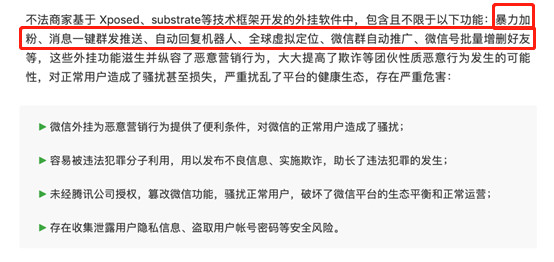 不法商家基于 Xposed、substrate等技术框架开发的外挂软件中，包含且不限于以下功能：暴力加
粉、消息一键群发推送、自动回复机器人、全球虚拟定位、微信群自动推广、微信号批量增删好友
等，这些外挂功能滋生并纵容了恶意营销行为，大大提高了欺诈等团伙性质恶意行为发生的可能
性，对正常用户造成了骚扰甚至损失，严重扰乱了平台的健康生态，存在严重危害：
▶ 微信外挂为恶意营销行为提供了便利条件，对微信的正常用户造成了骚扰；
▶ 容易被违法犯罪分子利用，用以发布不良信息、实施欺诈，助长了违法犯罪的发生；
▶ 未经腾讯公司授权，篡改微信功能，骚扰正常用户，破坏了微信平台的生态平衡和正常运营；
▶ 存在收集泄露用户隐私信息、盗取用户帐号密码等安全风险。